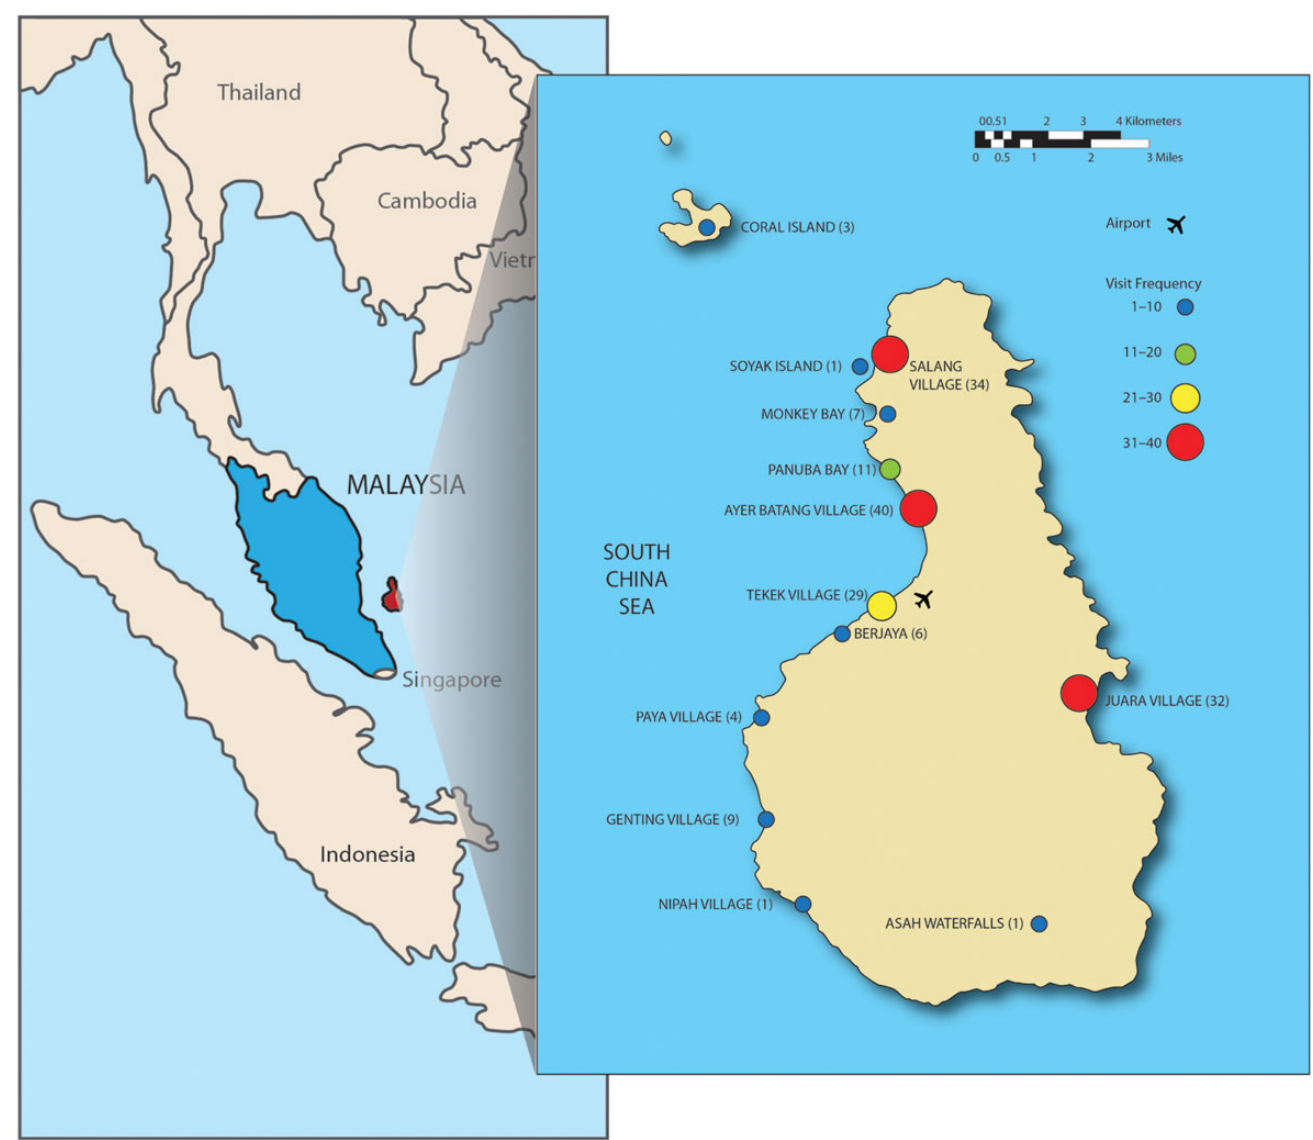 Thailand
Cambodia
Vietr
MALAYSIA
Singapore
Indonesia
00.51 2 3 4 Kilometers
0 0.5 1 2 3 Miles
Airport
Visit Frequency
1–10
11–20
21–30
31–40
CORAL ISLAND (3)
SOYAK ISLAND (1)
SALANG
VILLAGE (34)
MONKEY BAY (7)
PANUBA BAY (11)
AYER BATANG VILLAGE (40)
SOUTH
CHINA
SEA
TEKEK VILLAGE (29)
BERJAYA (6)
JUARA VILLAGE (32)
PAYA VILLAGE (4)
GENTING VILLAGE (9)
NIPAH VILLAGE (1)
ASAH WATERFALLS (1)